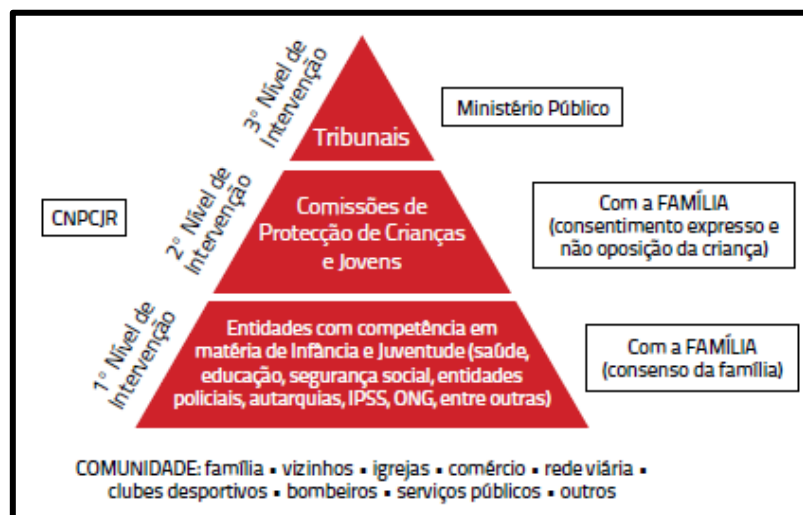 3º Nível de
Intervenção
Tribunais
Ministério Público
CNPCJR
2º Nível de
Intervenção
Comissões de
Protecção de Crianças
e Jovens
Com a FAMÍLIA
(consentimento expresso e
não oposição da criança)
1º Nível de
Intervenção
Entidades com competência em
matéria de Infância e Juventude (saúde,
educação, segurança social, entidades
policiais, autarquias, IPSS, ONG, entre outras)
Com a FAMÍLIA
(consenso da família)
COMUNIDADE: família ▪ vizinhos ▪ igrejas ▪ comércio ▪ rede viária ▪
clubes desportivos ▪ bombeiros ▪ serviços públicos ▪ outros